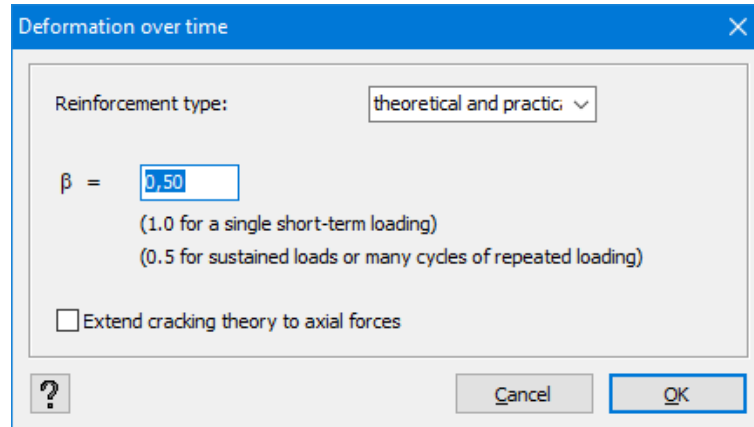 Deformation over time
Reinforcement type: theoretical and practica
β = 0,50
(1.0 for a single short-term loading)
(0.5 for sustained loads or many cycles of repeated loading)
Extend cracking theory to axial forces
? Cancel OK